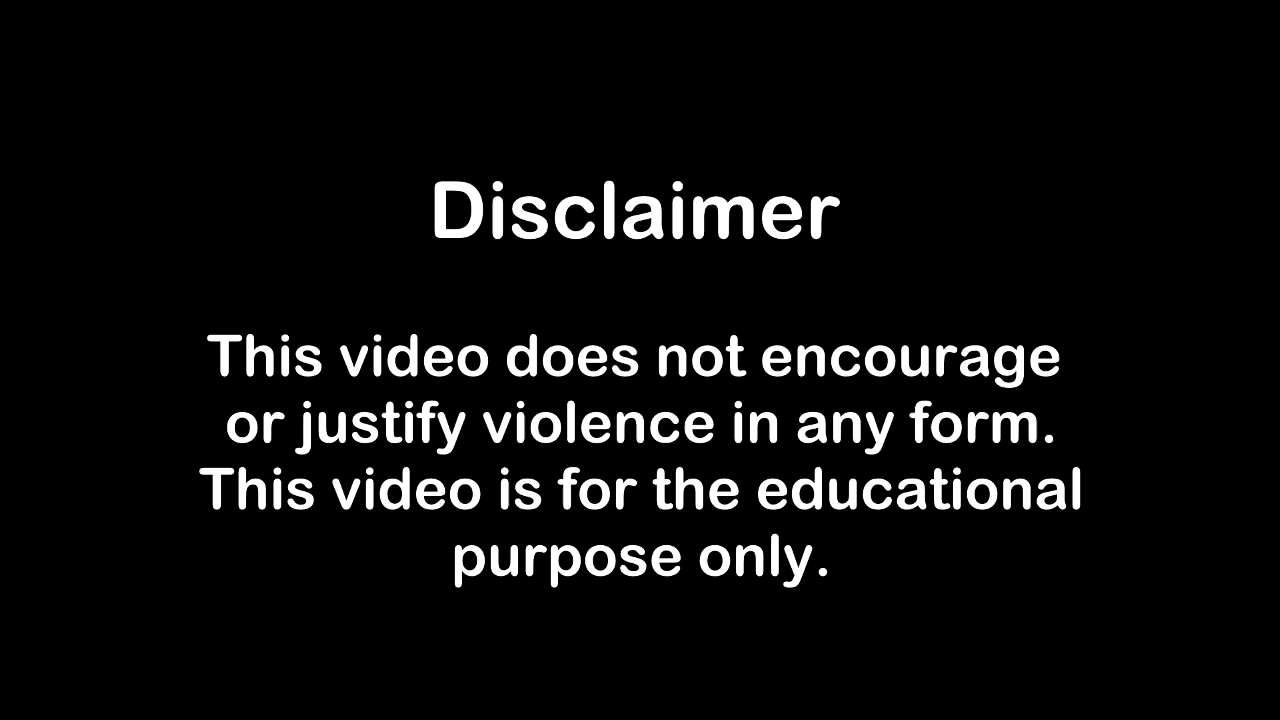 Disclaimer
This video does not encourage
or justify violence in any form.
This video is for the educational
purpose only.